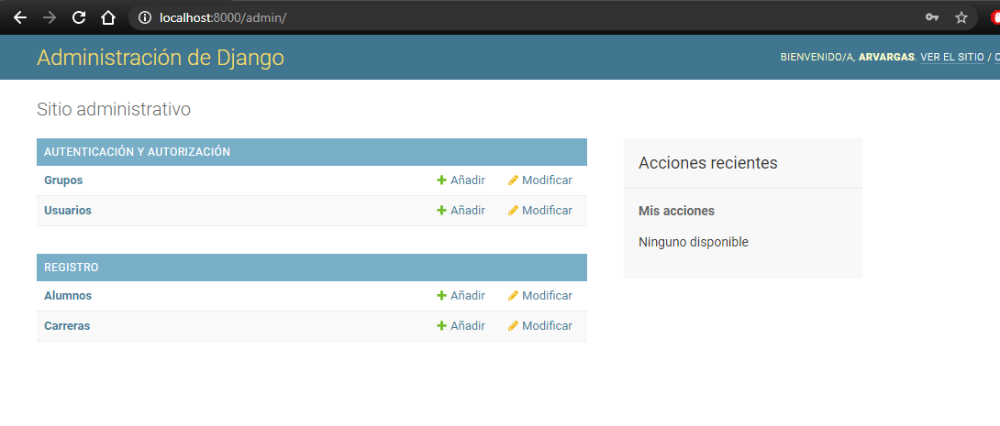 localhost:8000/admin/
Administración de Django
BIENVENIDO/A, ARVARGAS. VER EL SITIO /
Sitio administrativo
AUTENTICACIÓN Y AUTORIZACIÓN
Grupos Añadir Modificar
Usuarios Añadir Modificar
REGISTRO
Alumnos Añadir Modificar
Carreras Añadir Modificar
Acciones recientes
Mis acciones
Ninguno disponible